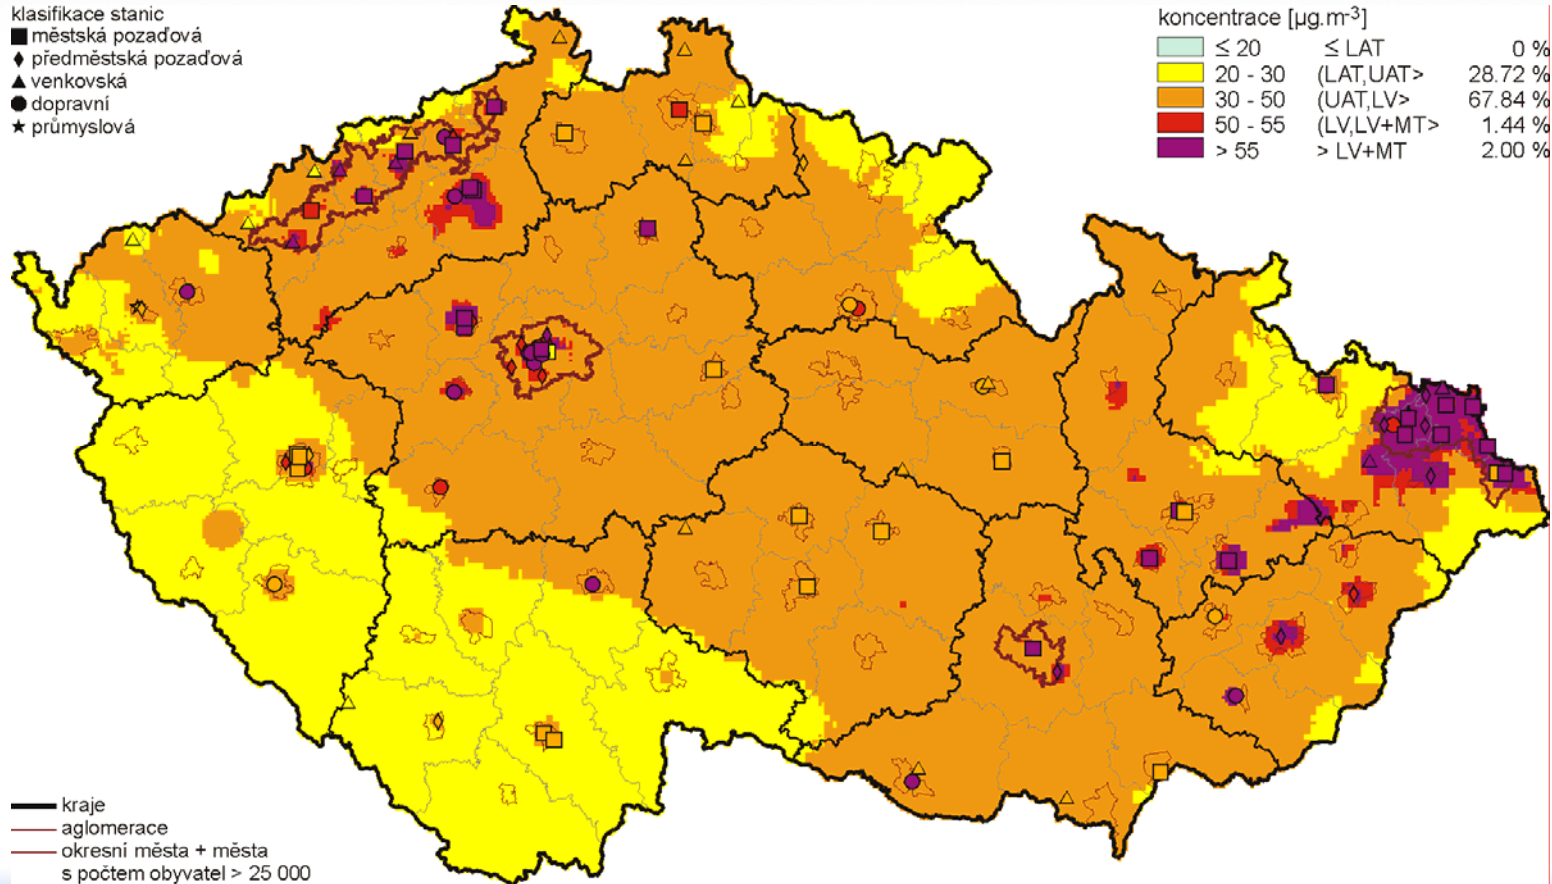 klasifikace stanic
městská pozaďová
předměstská pozaďová
venkovská
dopravní
průmyslová
koncentrace [µg.m⁻³]
≤ 20 ≤ LAT 0 %
20 - 30 (LAT,UAT> 28.72 %
30 - 50 (UAT,LV> 67.84 %
50 - 55 (LV,LV+MT> 1.44 %
> 55 > LV+MT 2.00 %
kraje
aglomerace
okresní města + města
s počtem obyvatel > 25 000